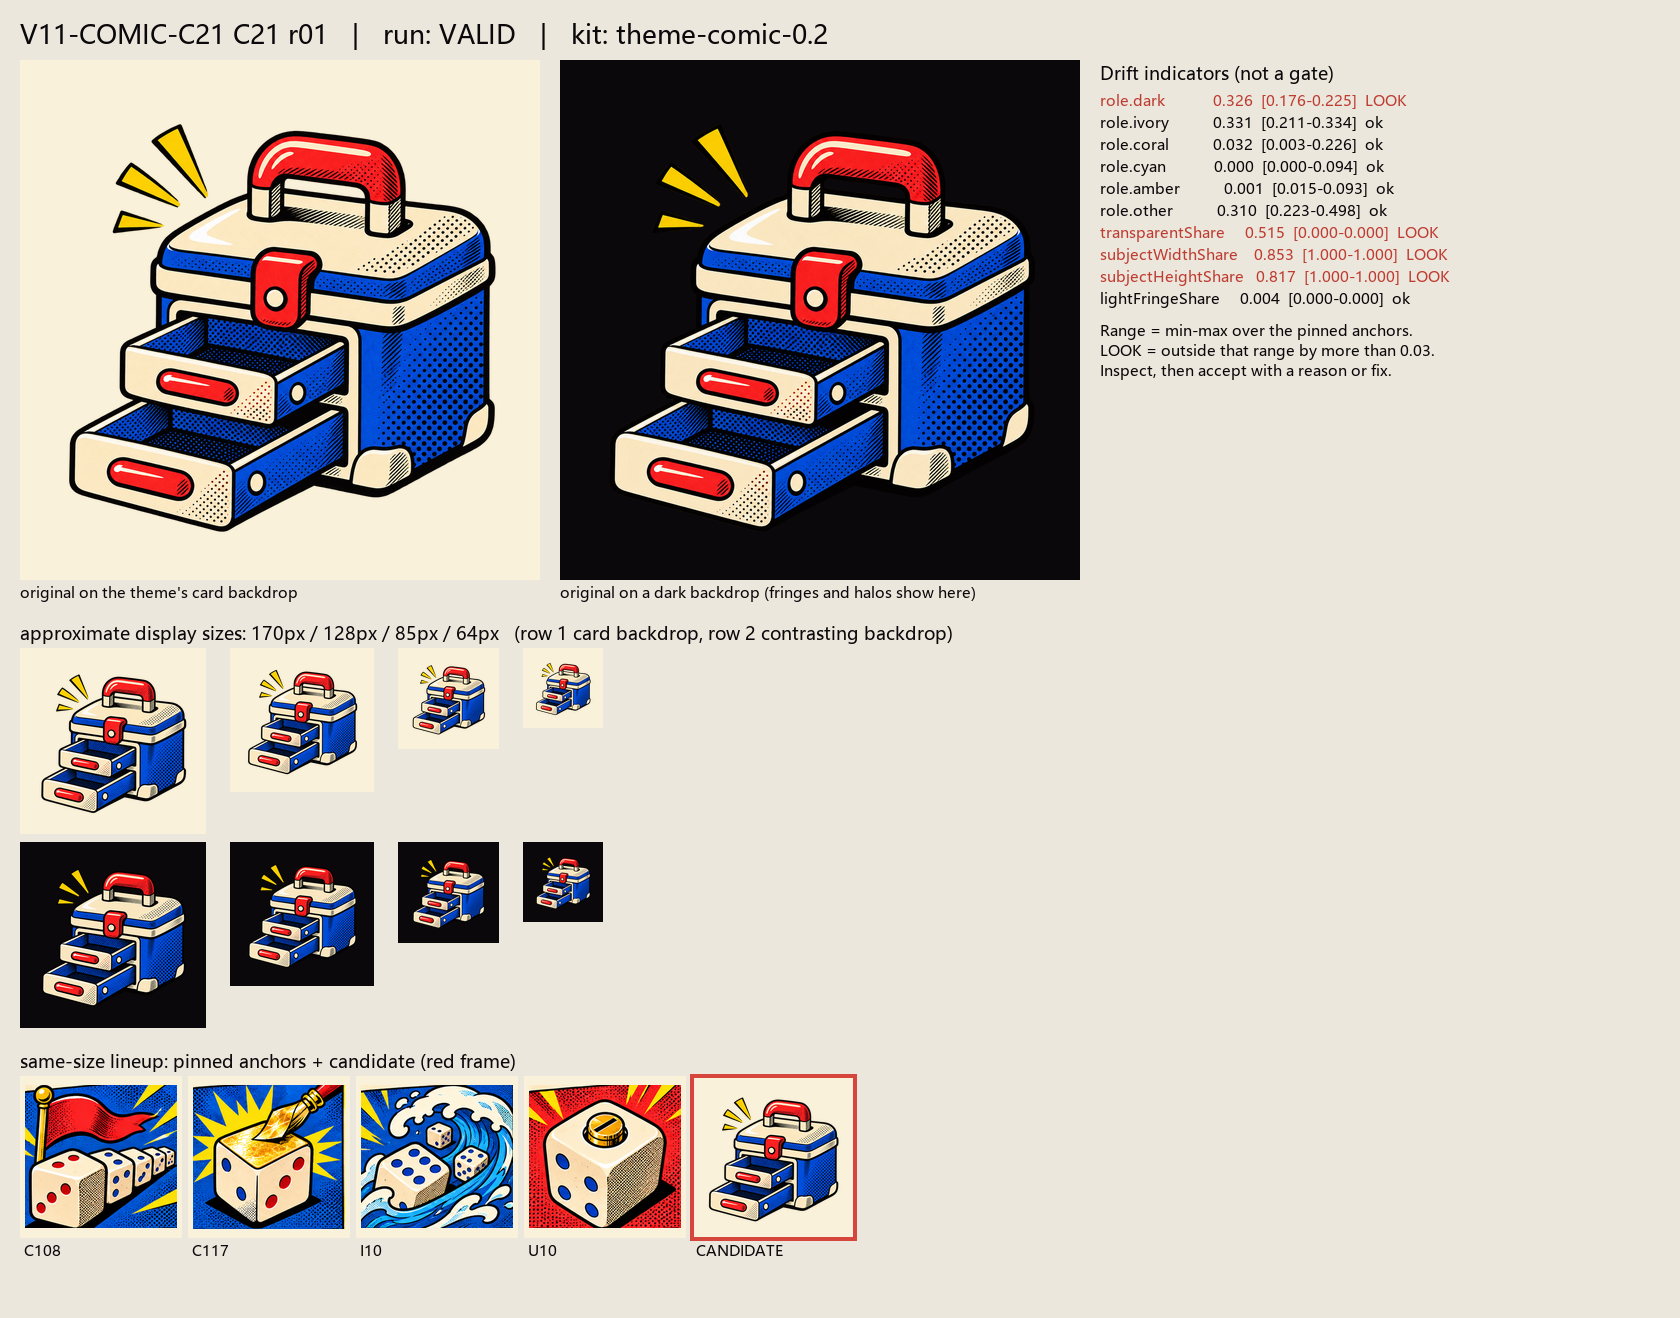 V11-COMIC-C21 C21 r01 | run: VALID | kit: theme-comic-0.2
Drift indicators (not a gate)
role.dark 0.326 [0.176-0.225] LOOK
role.ivory 0.331 [0.211-0.334] ok
role.coral 0.032 [0.003-0.226] ok
role.cyan 0.000 [0.000-0.094] ok
role.amber 0.001 [0.015-0.093] ok
role.other 0.310 [0.223-0.498] ok
transparentShare 0.515 [0.000-0.000] LOOK
subjectWidthShare 0.853 [1.000-1.000] LOOK
subjectHeightShare 0.817 [1.000-1.000] LOOK
lightFringeShare 0.004 [0.000-0.000] ok
Range = min-max over the pinned anchors.
LOOK = outside that range by more than 0.03.
Inspect, then accept with a reason or fix.
original on the theme's card backdrop
original on a dark backdrop (fringes and halos show here)
approximate display sizes: 170px / 128px / 85px / 64px (row 1 card backdrop, row 2 contrasting backdrop)
same-size lineup: pinned anchors + candidate (red frame)
C108
C117
I10
U10
CANDIDATE